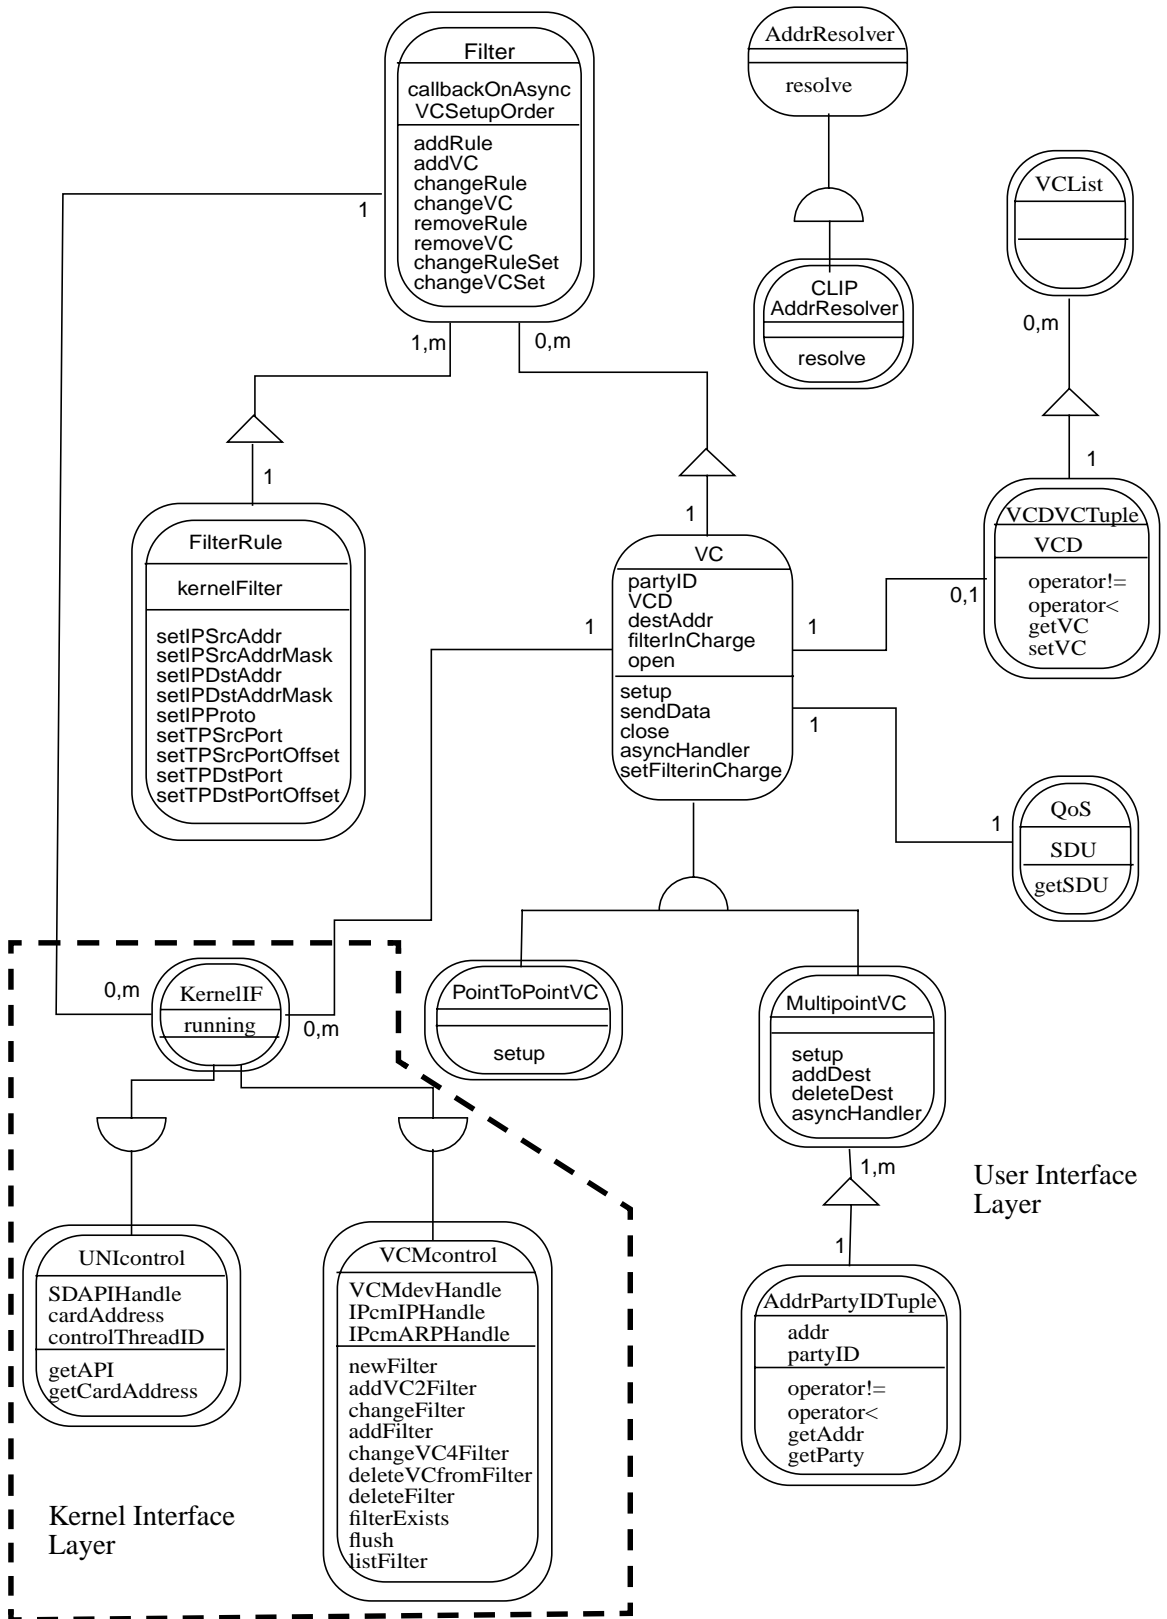 Filter
callbackOnAsync
VCSetupOrder
addRule
addVC
changeRule
changeVC
removeRule
removeVC
changeRuleSet
changeVCSet
AddrResolver
resolve
CLIP
AddrResolver
resolve
VCList
0,m
1
1
1,m
0,m
1
1
FilterRule
kernelFilter
setIPSrcAddr
setIPSrcAddrMask
setIPDstAddr
setIPDstAddrMask
setIPProto
setTPSrcPort
setTPSrcPortOffset
setTPDstPort
setTPDstPortOffset
VC
partyID
VCD
destAddr
filterInCharge
open
setup
sendData
close
asyncHandler
setFilterinCharge
1
1
0,1
1
VCDVCTuple
VCD
operator!=
operator<
getVC
setVC
1
QoS
SDU
getSDU
0,m
KernelIF
running
0,m
PointToPointVC
setup
MultipointVC
setup
addDest
deleteDest
asyncHandler
1,m
1
User Interface
Layer
UNIcontrol
SDAPIHandle
cardAddress
controlThreadID
getAPI
getCardAddress
VCMcontrol
VCMdevHandle
IPcmIPHandle
IPcmARPHandle
newFilter
addVC2Filter
changeFilter
addFilter
changeVC4Filter
deleteVCfromFilter
deleteFilter
filterExists
flush
listFilter
AddrPartyIDTuple
addr
partyID
operator!=
operator<
getAddr
getParty
Kernel Interface
Layer